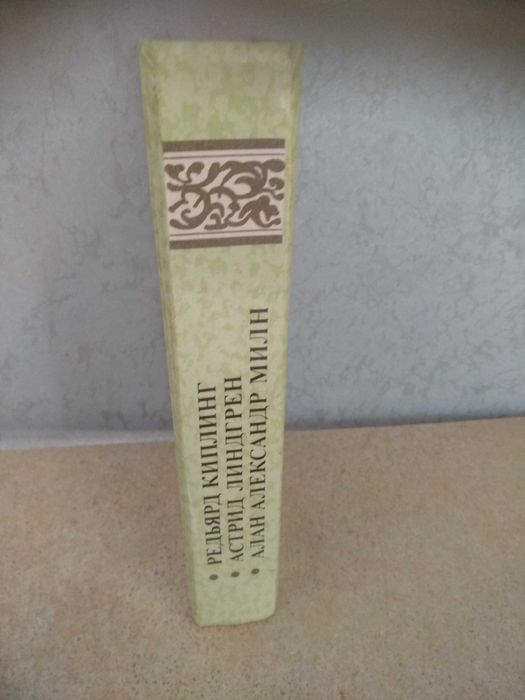 • РЕДЬЯРД КИПЛИНГ
• АСТРИД ЛИНДГРЕН
• АЛАН АЛЕКСАНДР МИЛН